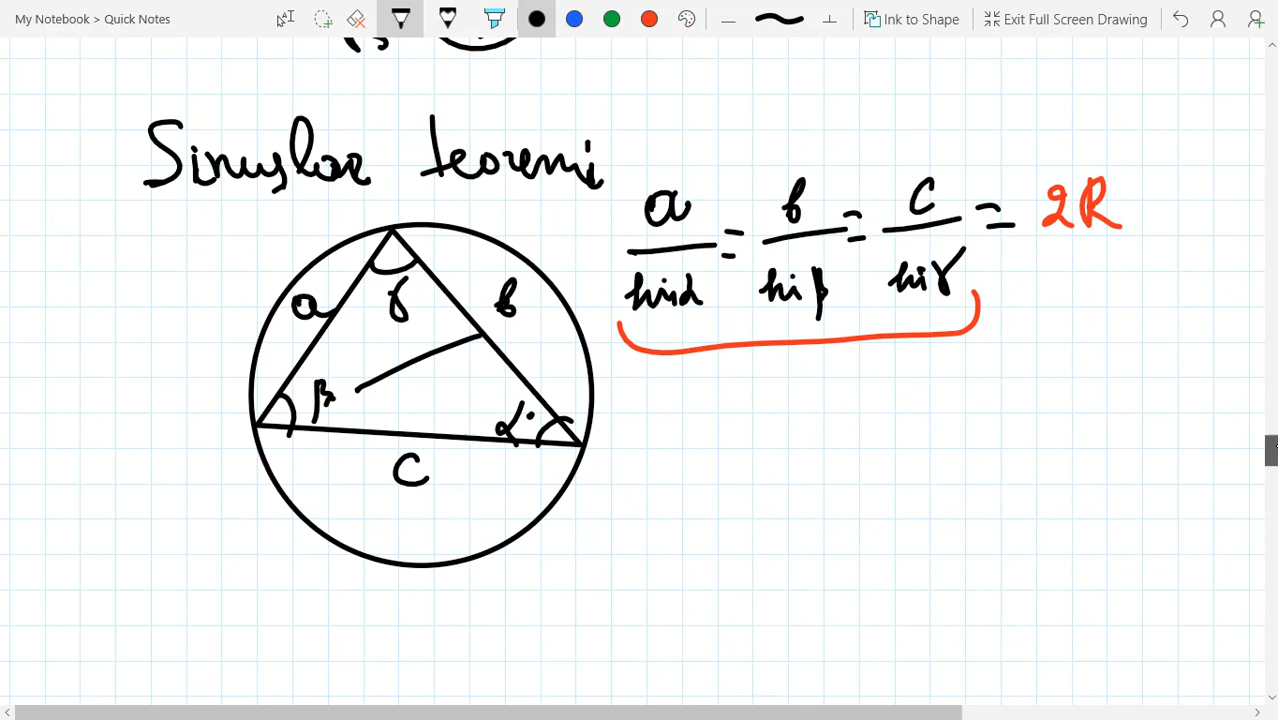 My Notebook > Quick Notes
Ink to Shape
Exit Full Screen Drawing
Sinuslar teoremi
a/sinα = b/sinβ = c/sinγ = 2R
a
γ
b
β
α
c